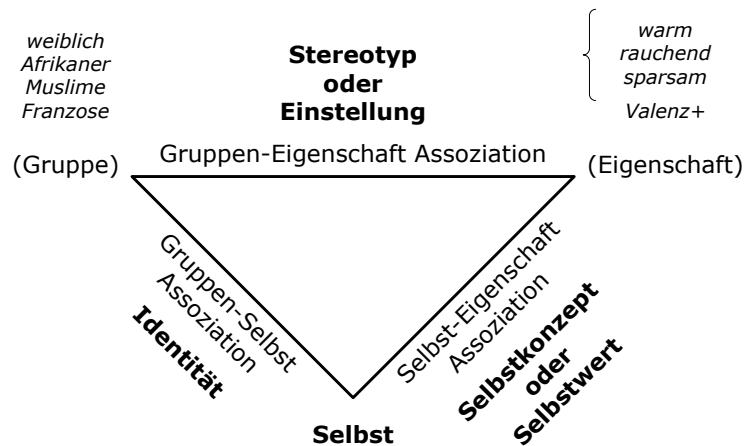 weiblich
Afrikaner
Muslime
Franzose
Stereotyp
oder
Einstellung
warm
rauchend
sparsam
Valenz+
(Gruppe)
Gruppen-Eigenschaft Assoziation
(Eigenschaft)
Gruppen-Selbst
Assoziation
Identität
Selbst-Eigenschaft
Assoziation
Selbstkonzept
oder
Selbstwert
Selbst